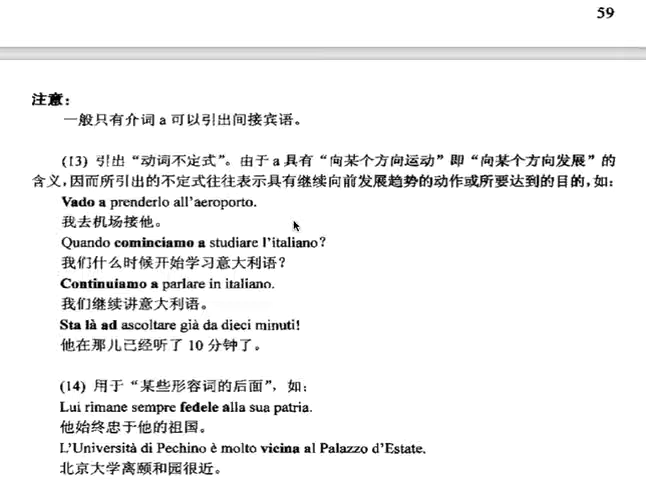 59
注意：
一般只有介词 a 可以引出间接宾语。
(13) 引出“动词不定式”。由于 a 具有“向某个方向运动”即“向某个方向发展”的
含义，因而所引出的不定式往往表示具有继续向前发展趋势的动作或所要达到的目的，如：
Vado a prenderlo all'aeroporto.
我去机场接他。
Quando cominciamo a studiare l'italiano?
我们什么时候开始学习意大利语？
Continuiamo a parlare in italiano.
我们继续讲意大利语。
Sta là ad ascoltare già da dieci minuti!
他在那儿已经听了 10 分钟了。
(14) 用于“某些形容词的后面”，如：
Lui rimane sempre fedele alla sua patria.
他始终忠于他的祖国。
L'Università di Pechino è molto vicina al Palazzo d'Estate.
北京大学离颐和园很近。